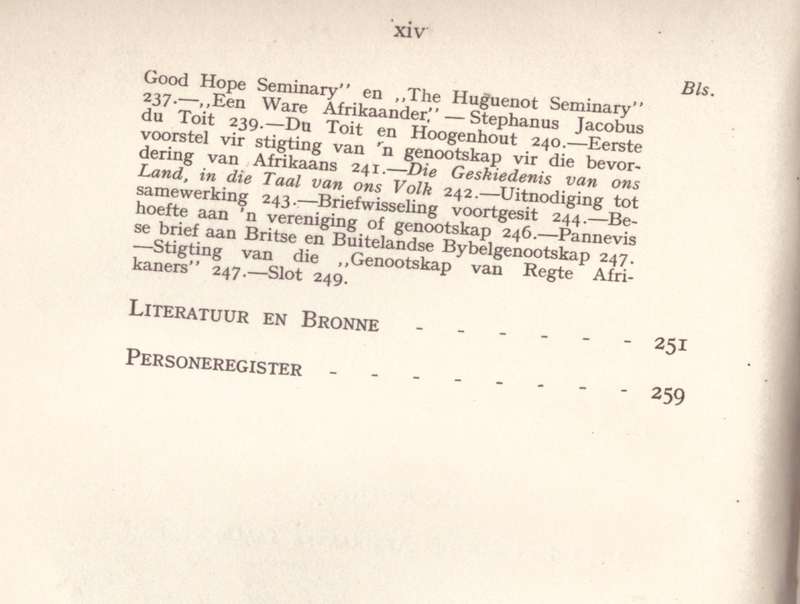 xiv
Bls.
Good Hope Seminary” en „The Huguenot Seminary”
237.—„Een Ware Afrikaander.” — Stephanus Jacobus
du Toit 239.—Du Toit en Hoogenhout 240.—Eerste
voorstel vir stigting van 'n genootskap vir die bevor-
dering van Afrikaans 241.—Die Geskiedenis van ons
Land, in die Taal van ons Volk 242.—Uitnodiging tot
samewerking 243.—Briefwisseling voortgesit 244.—Be-
hoefte aan 'n vereniging of genootskap 246.—Pannevis
se brief aan Britse en Buitelandse Bybelgenootskap 247.
—Stigting van die „Genootskap van Regte Afri-
kaners” 247.—Slot 249.
LITERATUUR EN BRONNE - - - - - - 251
PERSONEREGISTER - - - - - - - - 259